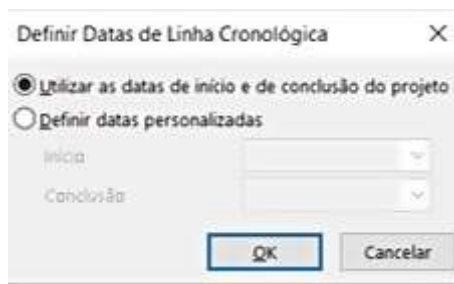 Definir Datas de Linha Cronológica
Utilizar as datas de início e de conclusão do projeto
Definir datas personalizadas
Início
Conclusão
OK
Cancelar